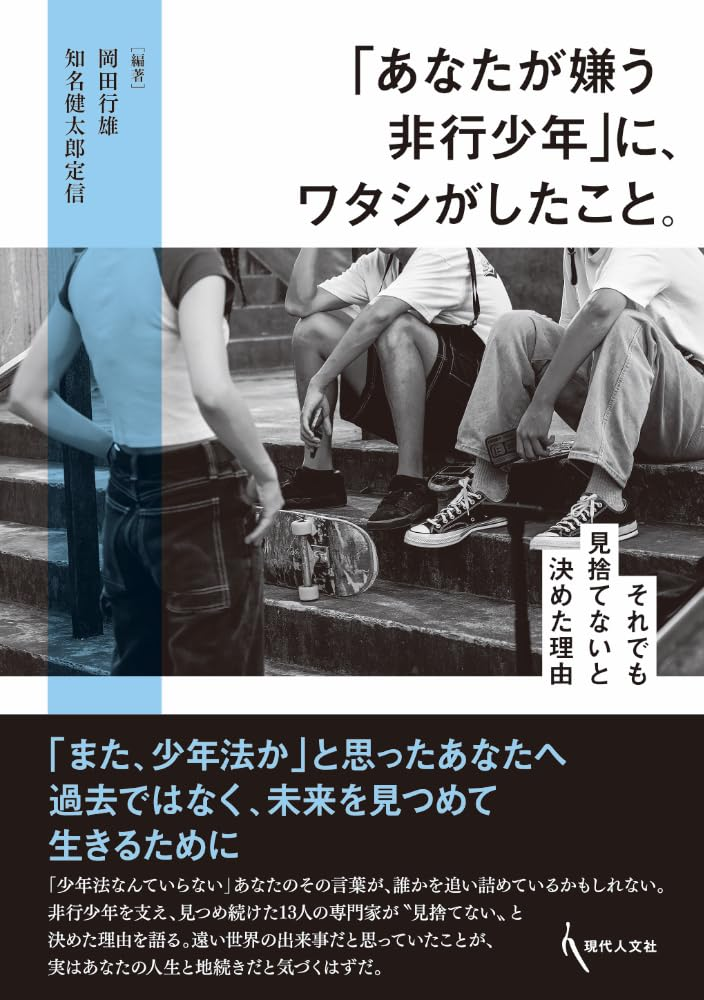 「あなたが嫌う
非行少年」に、
ワタシがしたこと。
[編著]
岡田行雄
知名健太郎定信
それでも
見捨てないと
決めた理由
「また、少年法か」と思ったあなたへ
過去ではなく、未来を見つめて
生きるために
「少年法なんていらない」あなたのその言葉が、誰かを追い詰めているかもしれない。
非行少年を支え、見つめ続けた13人の専門家が〝見捨てない〟と
決めた理由を語る。遠い世界の出来事だと思っていたことが、
実はあなたの人生と地続きだと気づくはずだ。
現代人文社